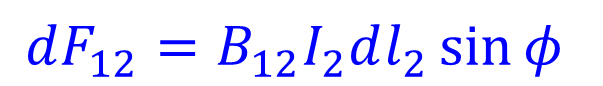 dF₁₂ = B₁₂I₂dl₂ sin ϕ